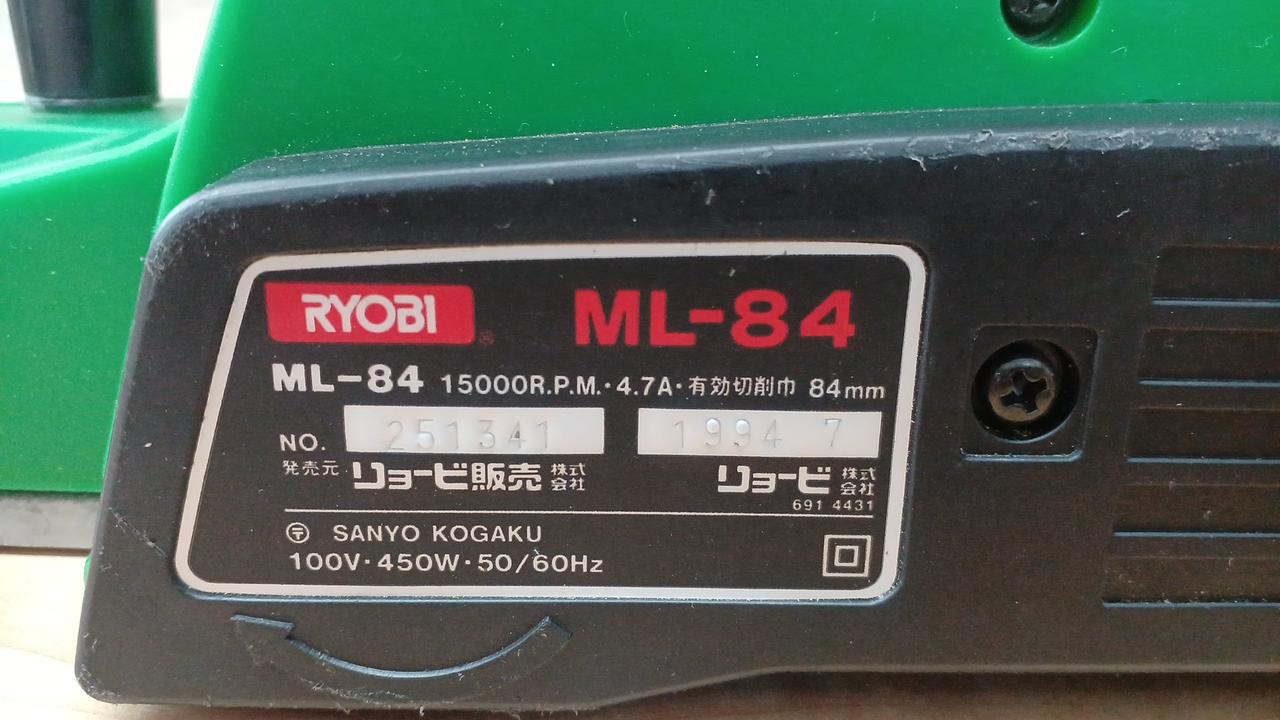 RYOBI® ML-84
ML-84 15000R.P.M.・4.7A・有効切削巾 84mm
NO. 251341 1994 7
発売元 リョービ販売株式会社 リョービ株式会社
691 4431
〶 SANYO KOGAKU
100V・450W・50/60Hz